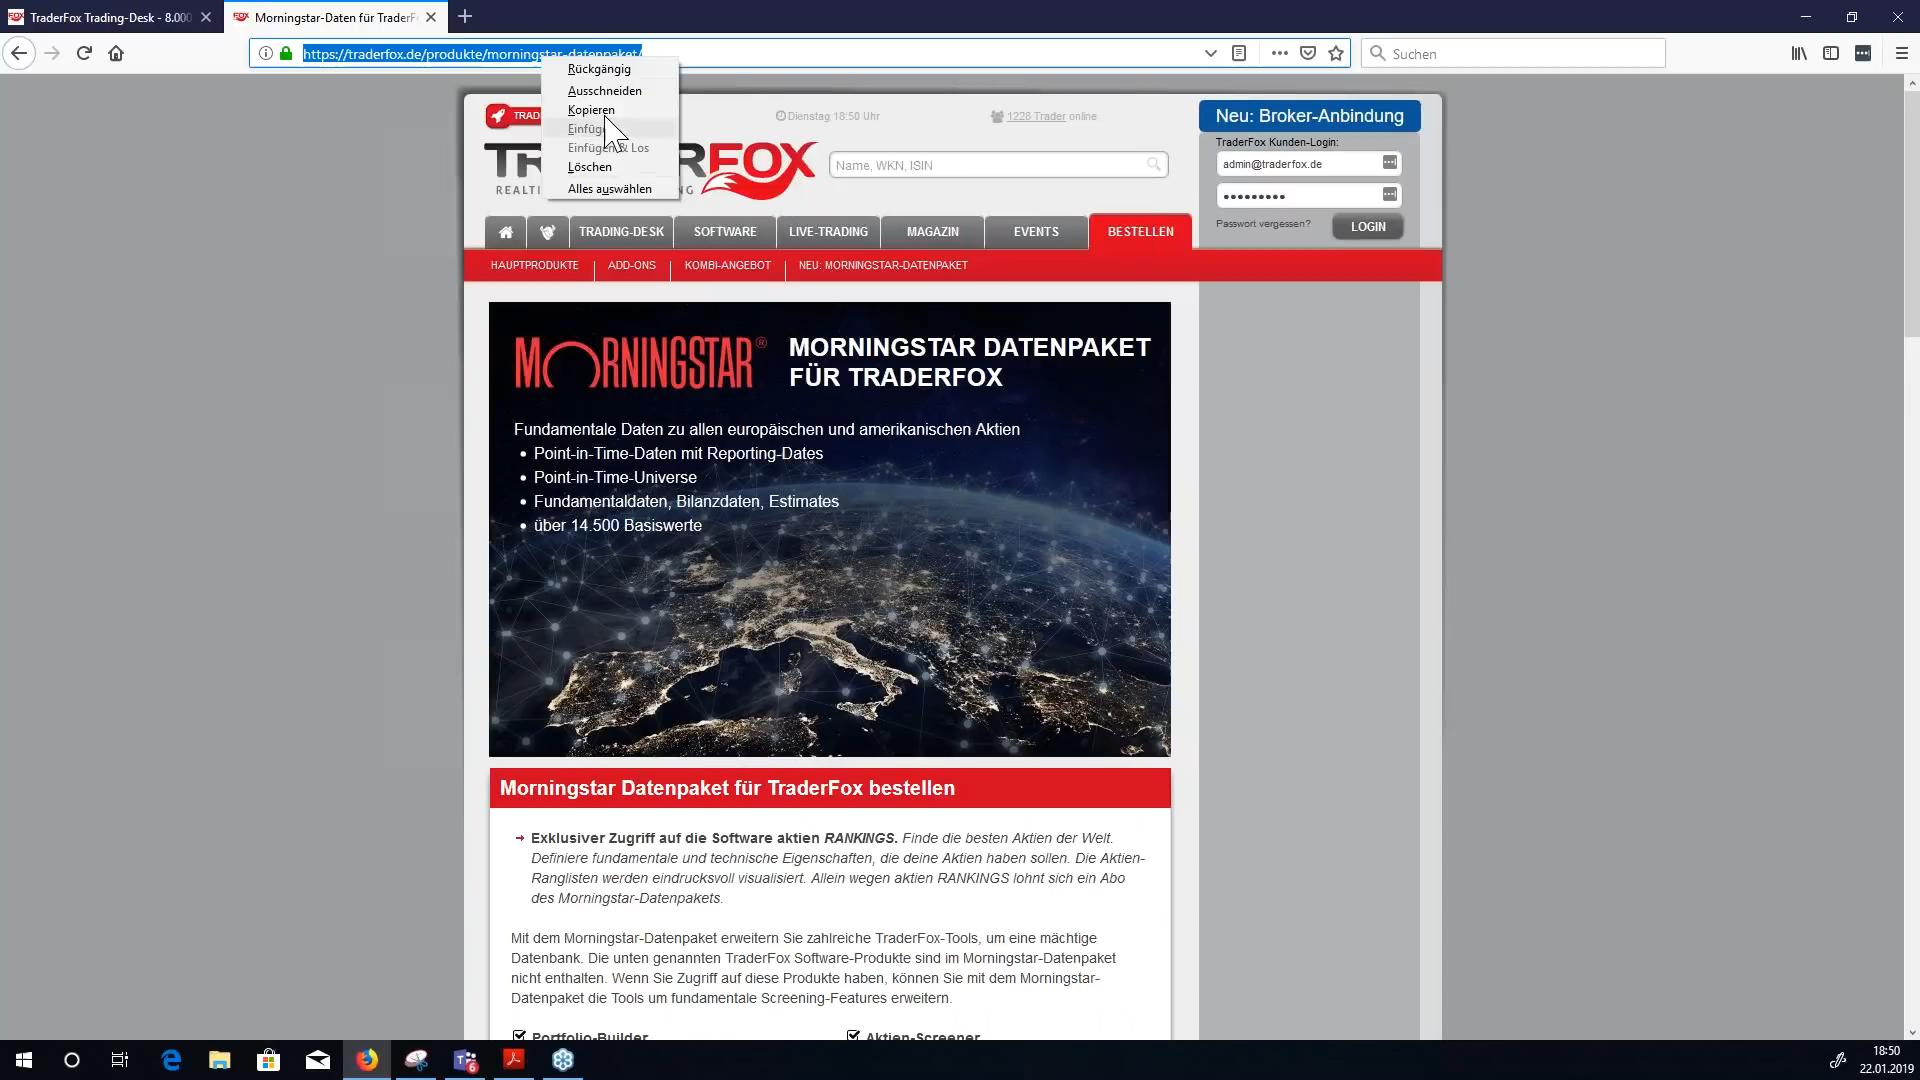 TraderFox Trading-Desk - 8.000
Morningstar-Daten für TraderF
https://traderfox.de/produkte/morningstar-datenpaket/
Suchen
Rückgängig
Ausschneiden
Kopieren
Einfüge
Einfügen & Los
Löschen
Alles auswählen
Dienstag 18:50 Uhr
1228 Trader online
Neu: Broker-Anbindung
TraderFox Kunden-Login:
admin@traderfox.de
Name, WKN, ISIN
Passwort vergessen?
LOGIN
TRADING-DESK
SOFTWARE
LIVE-TRADING
MAGAZIN
EVENTS
BESTELLEN
HAUPTPRODUKTE
ADD-ONS
KOMBI-ANGEBOT
NEU: MORNINGSTAR-DATENPAKET
MORNINGSTAR®
MORNINGSTAR DATENPAKET
FÜR TRADERFOX
Fundamentale Daten zu allen europäischen und amerikanischen Aktien
• Point-in-Time-Daten mit Reporting-Dates
• Point-in-Time-Universe
• Fundamentaldaten, Bilanzdaten, Estimates
• über 14.500 Basiswerte
Morningstar Datenpaket für TraderFox bestellen
Exklusiver Zugriff auf die Software aktien RANKINGS. Finde die besten Aktien der Welt.
Definiere fundamentale und technische Eigenschaften, die deine Aktien haben sollen. Die Aktien-
Ranglisten werden eindrucksvoll visualisiert. Allein wegen aktien RANKINGS lohnt sich ein Abo
des Morningstar-Datenpakets.
Mit dem Morningstar-Datenpaket erweitern Sie zahlreiche TraderFox-Tools, um eine mächtige
Datenbank. Die unten genannten TraderFox Software-Produkte sind im Morningstar-Datenpaket
nicht enthalten. Wenn Sie Zugriff auf diese Produkte haben, können Sie mit dem Morningstar-
Datenpaket die Tools um fundamentale Screening-Features erweitern.
Portfolio-Builder
Aktien-Screener
18:50
22.01.2019